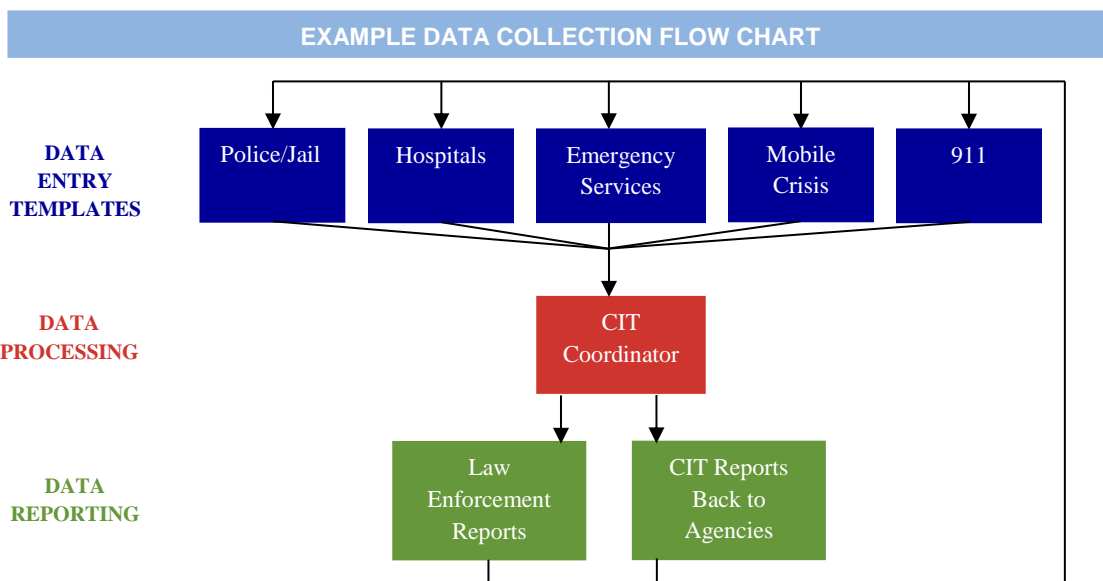 EXAMPLE DATA COLLECTION FLOW CHART
DATA
ENTRY
TEMPLATES
Police/Jail
Hospitals
Emergency
Services
Mobile
Crisis
911
DATA
PROCESSING
CIT
Coordinator
DATA
REPORTING
Law
Enforcement
Reports
CIT Reports
Back to
Agencies